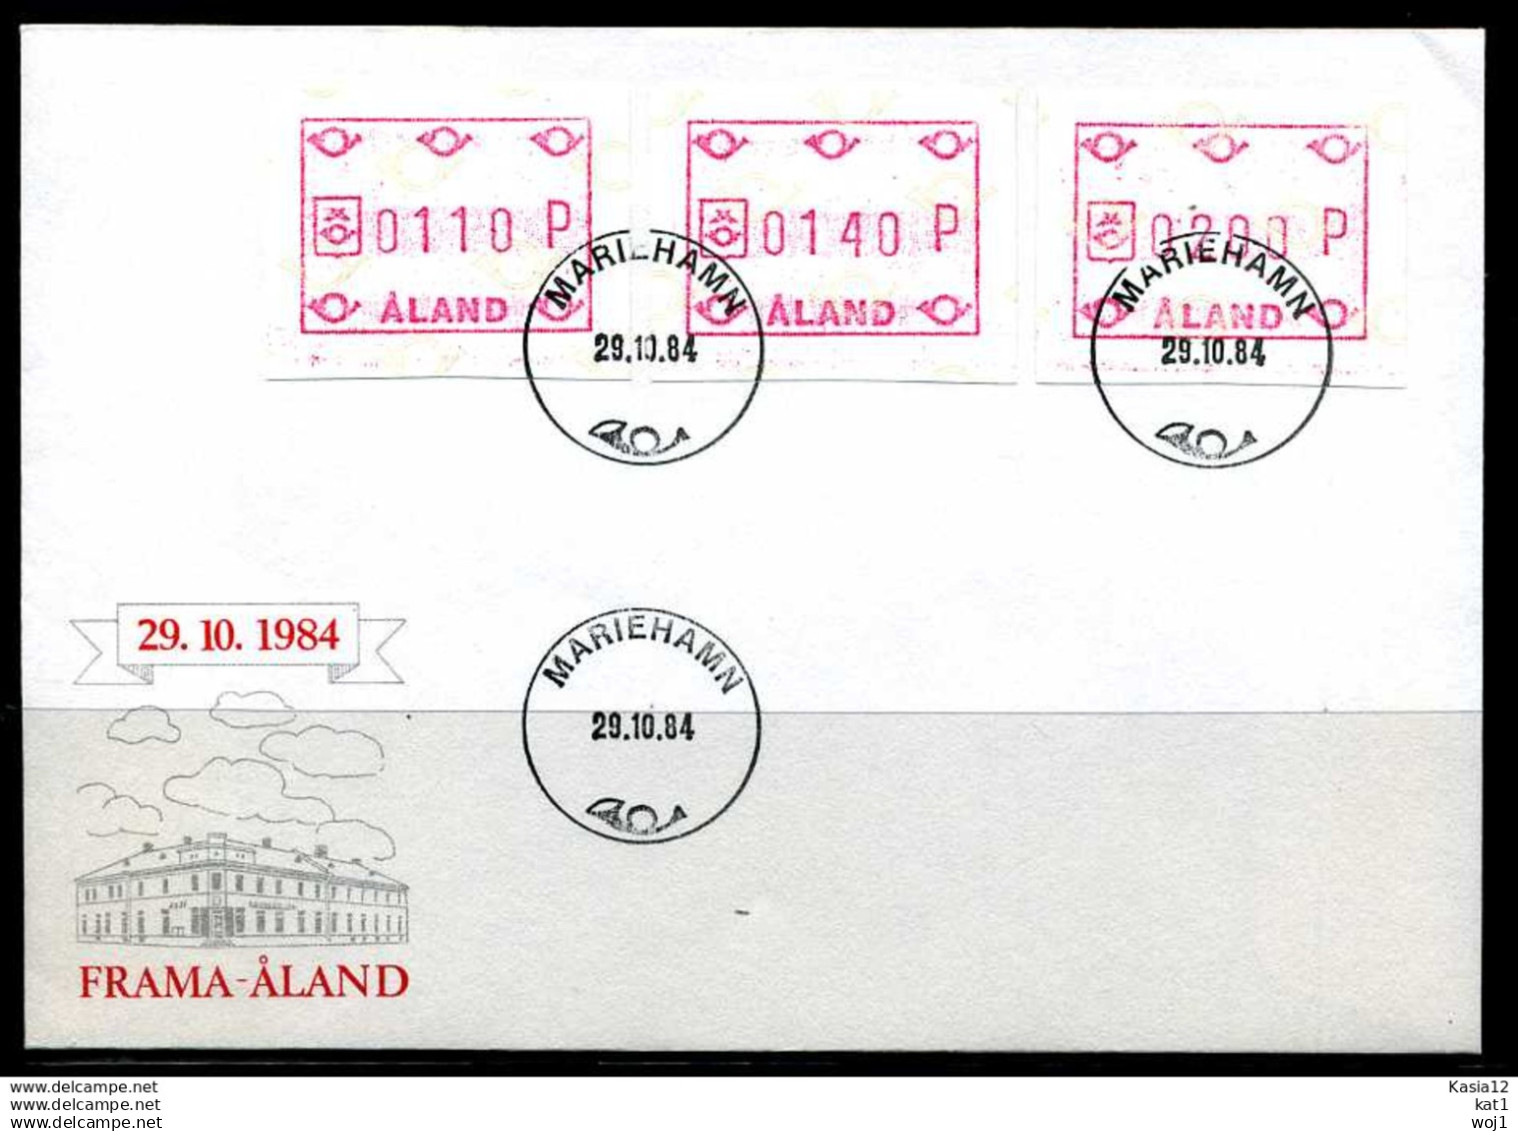 0110 P
ÅLAND
0140 P
ÅLAND
0200 P
ÅLAND
MARIEHAMN
29.10.84
MARIEHAMN
29.10.84
29. 10. 1984
MARIEHAMN
29.10.84
FRAMA-ÅLAND
www.delcampe.net
www.delcampe.net
www.delcampe.net
Kasia12
kat1
woj1